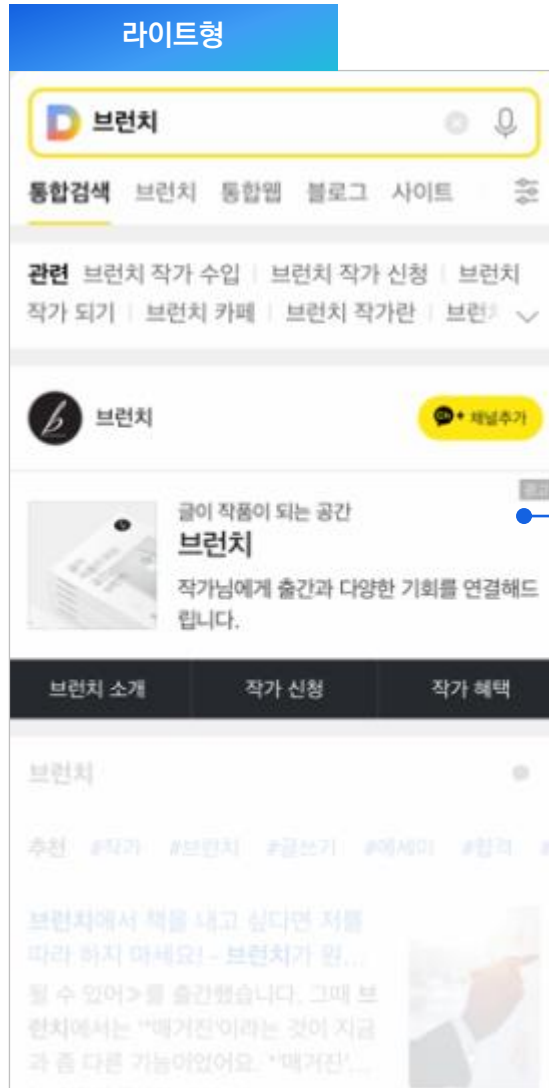 라이트형
브런치
통합검색 브런치 통합웹 블로그 사이트
관련 브런치 작가 수입 브런치 작가 신청 브런치
작가 되기 브런치 카페 브런치 작가란 브런치
브런치
Ch+ 채널추가
광고
글이 작품이 되는 공간
브런치
작가님에게 출간과 다양한 기회를 연결해드
립니다.
브런치 소개 작가 신청 작가 혜택
브런치
추천 #작가 #브런치 #글쓰기 #에세이 #합격 #
브런치에서 책을 내고 싶다면 저를
따라 하지 마세요! - 브런치가 원...
될 수 있어≫를 출간했습니다. 그때 브
런치에서는 '매거진'이라는 것이 지금
과 좀 다른 기능이었어요. '매거진'...